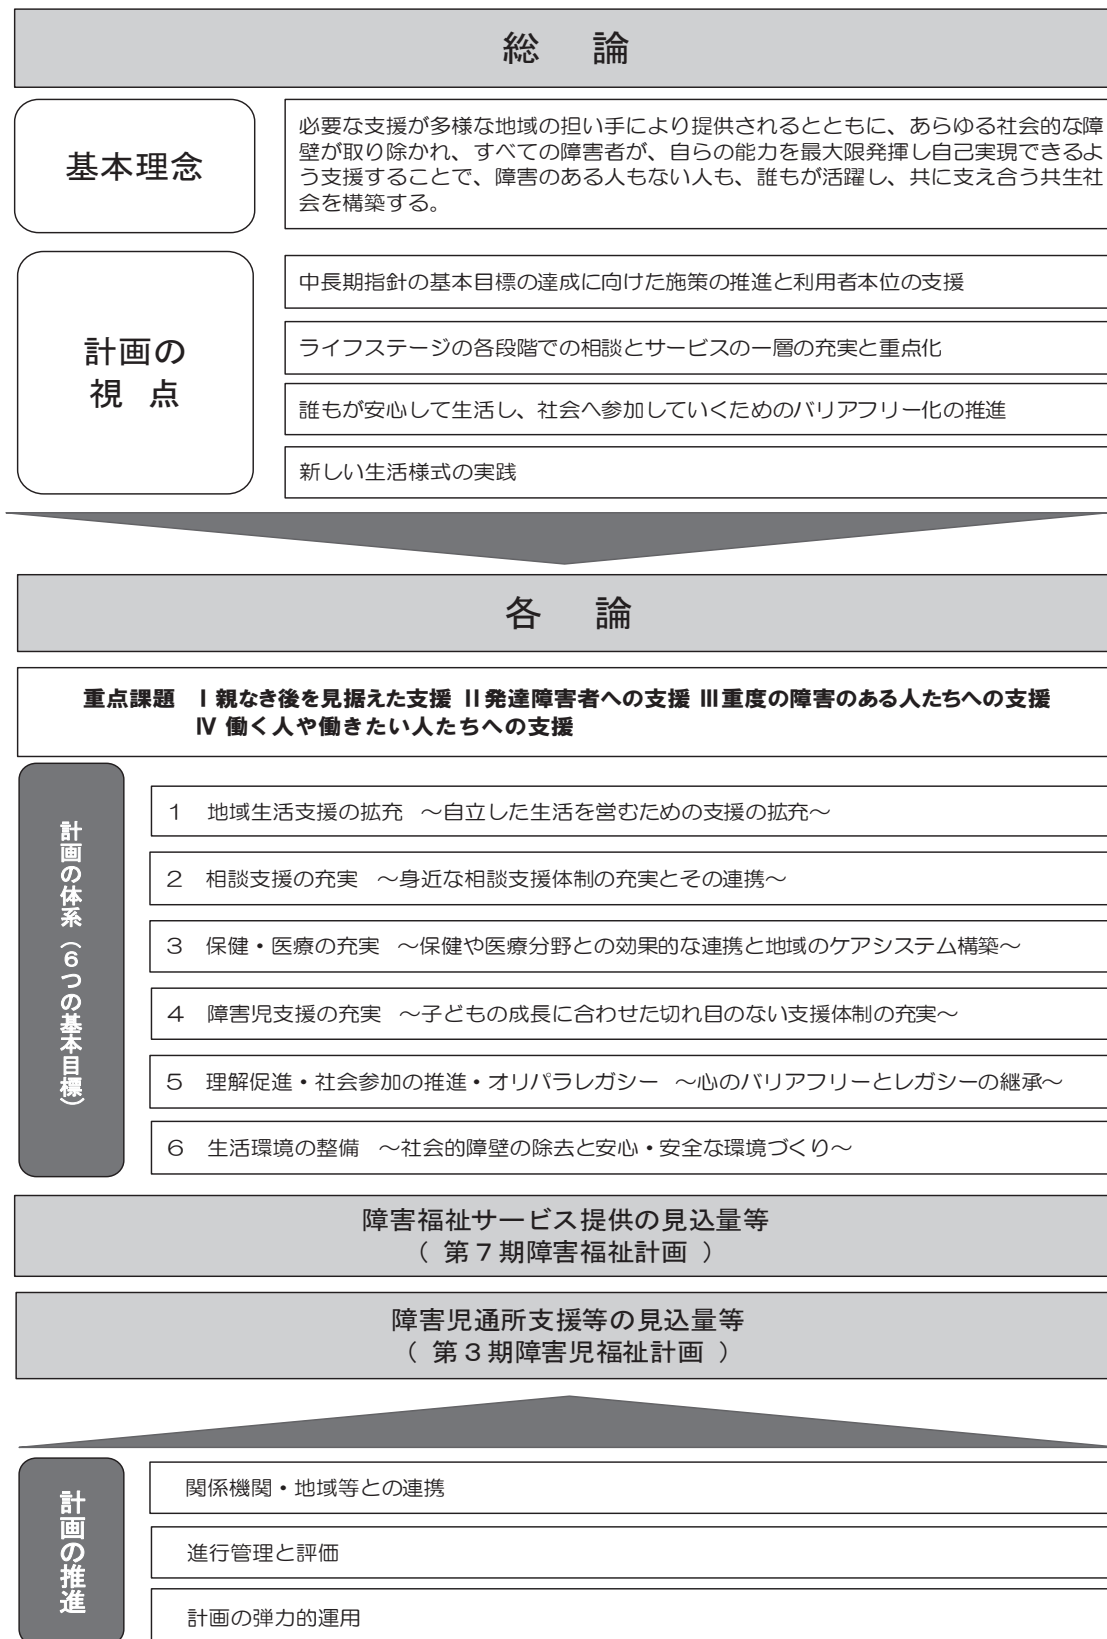 総　論
基本理念
必要な支援が多様な地域の担い手により提供されるとともに、あらゆる社会的な障
壁が取り除かれ、すべての障害者が、自らの能力を最大限発揮し自己実現できるよ
う支援することで、障害のある人もない人も、誰もが活躍し、共に支え合う共生社
会を構築する。
計画の
視　点
中長期指針の基本目標の達成に向けた施策の推進と利用者本位の支援
ライフステージの各段階での相談とサービスの一層の充実と重点化
誰もが安心して生活し、社会へ参加していくためのバリアフリー化の推進
新しい生活様式の実践
各　論
重点課題　Ⅰ親なき後を見据えた支援 Ⅱ発達障害者への支援 Ⅲ重度の障害のある人たちへの支援
Ⅳ 働く人や働きたい人たちへの支援
計画の体系（６つの基本目標）
１　地域生活支援の拡充　～自立した生活を営むための支援の拡充～
２　相談支援の充実　～身近な相談支援体制の充実とその連携～
３　保健・医療の充実　～保健や医療分野との効果的な連携と地域のケアシステム構築～
４　障害児支援の充実　～子どもの成長に合わせた切れ目のない支援体制の充実～
５　理解促進・社会参加の推進・オリパラレガシー　～心のバリアフリーとレガシーの継承～
６　生活環境の整備　～社会的障壁の除去と安心・安全な環境づくり～
障害福祉サービス提供の見込量等
（ 第７期障害福祉計画 ）
障害児通所支援等の見込量等
（ 第３期障害児福祉計画 ）
計画の推進
関係機関・地域等との連携
進行管理と評価
計画の弾力的運用